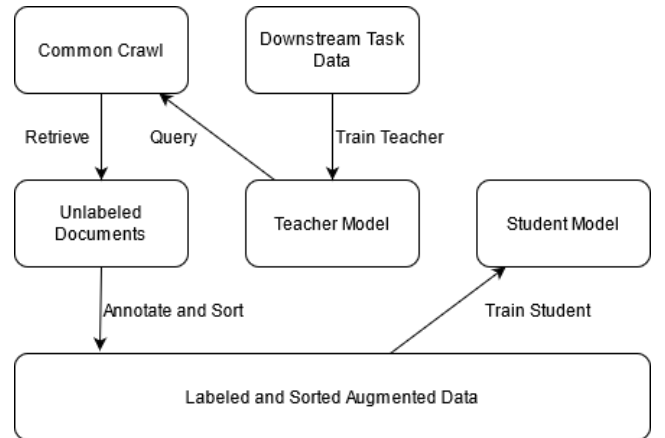 Common Crawl
Downstream Task
Data
Retrieve
Query
Train Teacher
Unlabeled
Documents
Teacher Model
Student Model
Annotate and Sort
Train Student
Labeled and Sorted Augmented Data